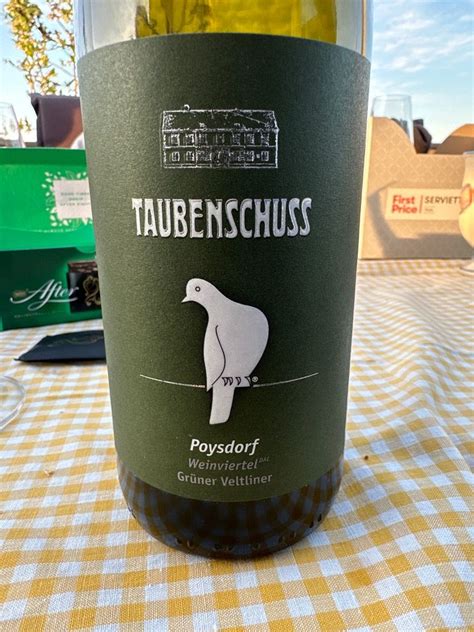 TAUBENSCHUSS
Poysdorf
Weinviertel DAC
Grüner Veltliner
After
First
Price
SERVIETT